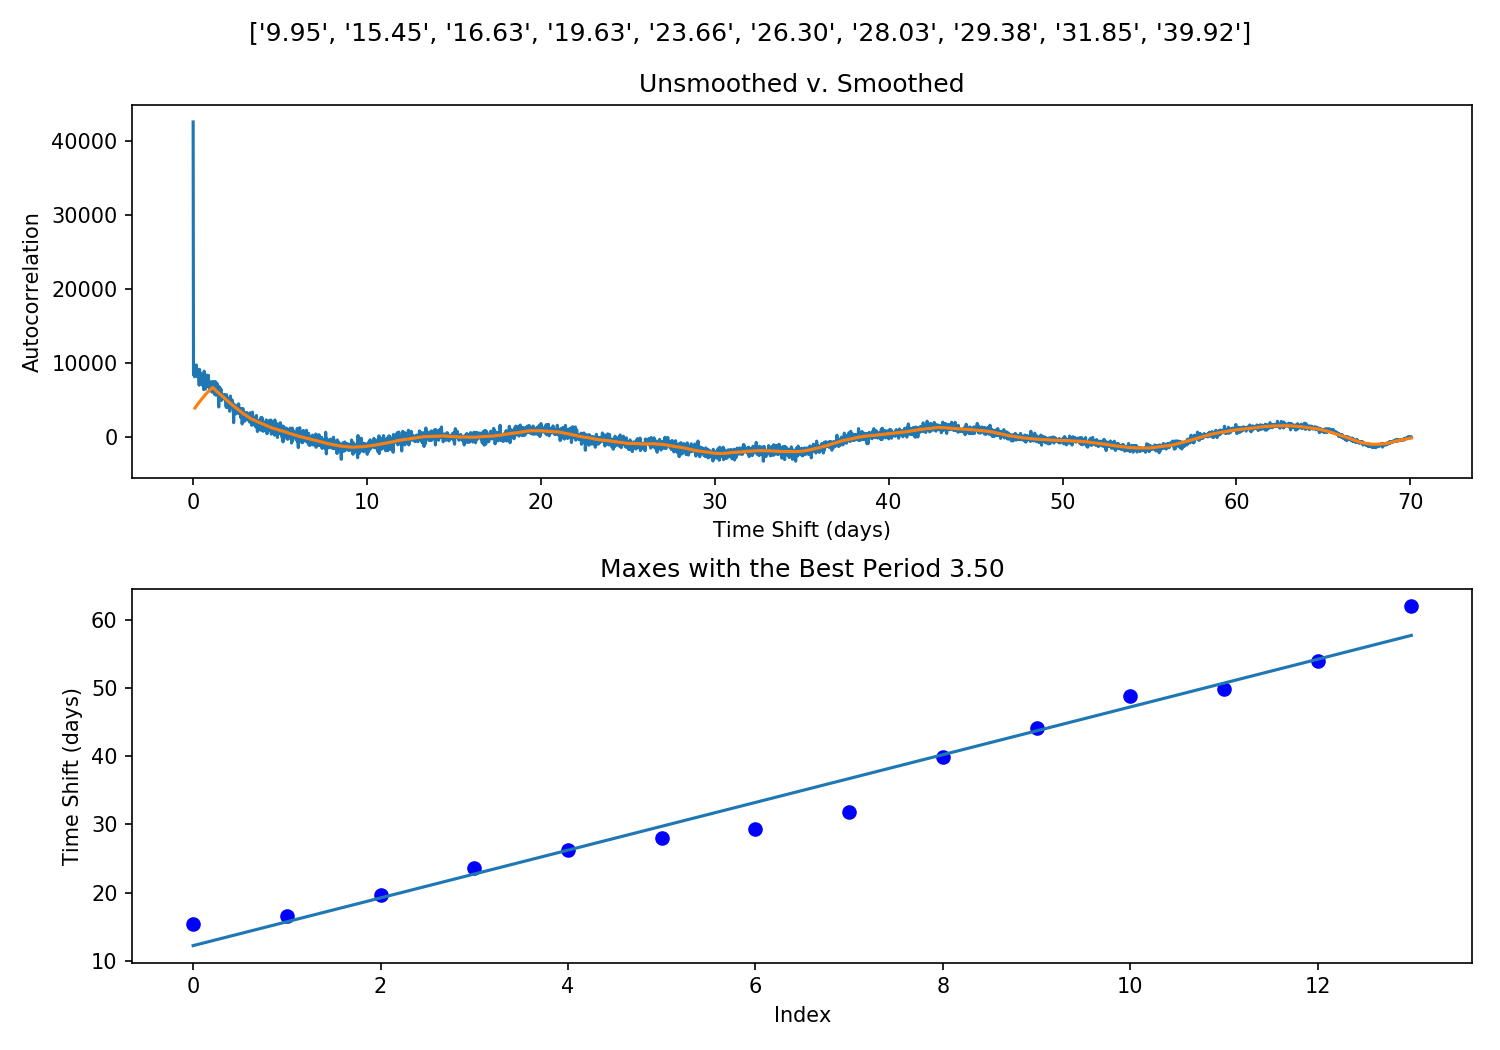 ['9.95', '15.45', '16.63', '19.63', '23.66', '26.30', '28.03', '29.38', '31.85', '39.92']
Unsmoothed v. Smoothed
40000
30000
20000
10000
0
Autocorrelation
0 10 20 30 40 50 60 70
Time Shift (days)
Maxes with the Best Period 3.50
60
50
40
30
20
10
Time Shift (days)
0 2 4 6 8 10 12
Index